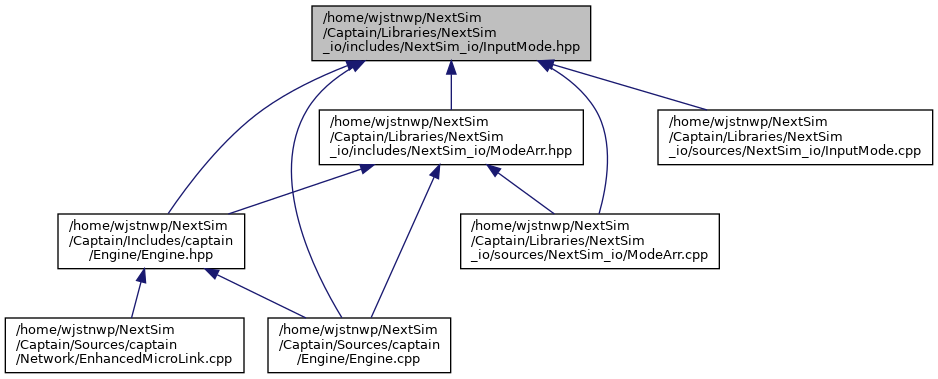 /home/wjstnwp/NextSim
/Captain/Libraries/NextSim
_io/includes/NextSim_io/InputMode.hpp
/home/wjstnwp/NextSim
/Captain/Libraries/NextSim
_io/includes/NextSim_io/ModeArr.hpp
/home/wjstnwp/NextSim
/Captain/Libraries/NextSim
_io/sources/NextSim_io/InputMode.cpp
/home/wjstnwp/NextSim
/Captain/Includes/captain
/Engine/Engine.hpp
/home/wjstnwp/NextSim
/Captain/Libraries/NextSim
_io/sources/NextSim_io/ModeArr.cpp
/home/wjstnwp/NextSim
/Captain/Sources/captain
/Network/EnhancedMicroLink.cpp
/home/wjstnwp/NextSim
/Captain/Sources/captain
/Engine/Engine.cpp